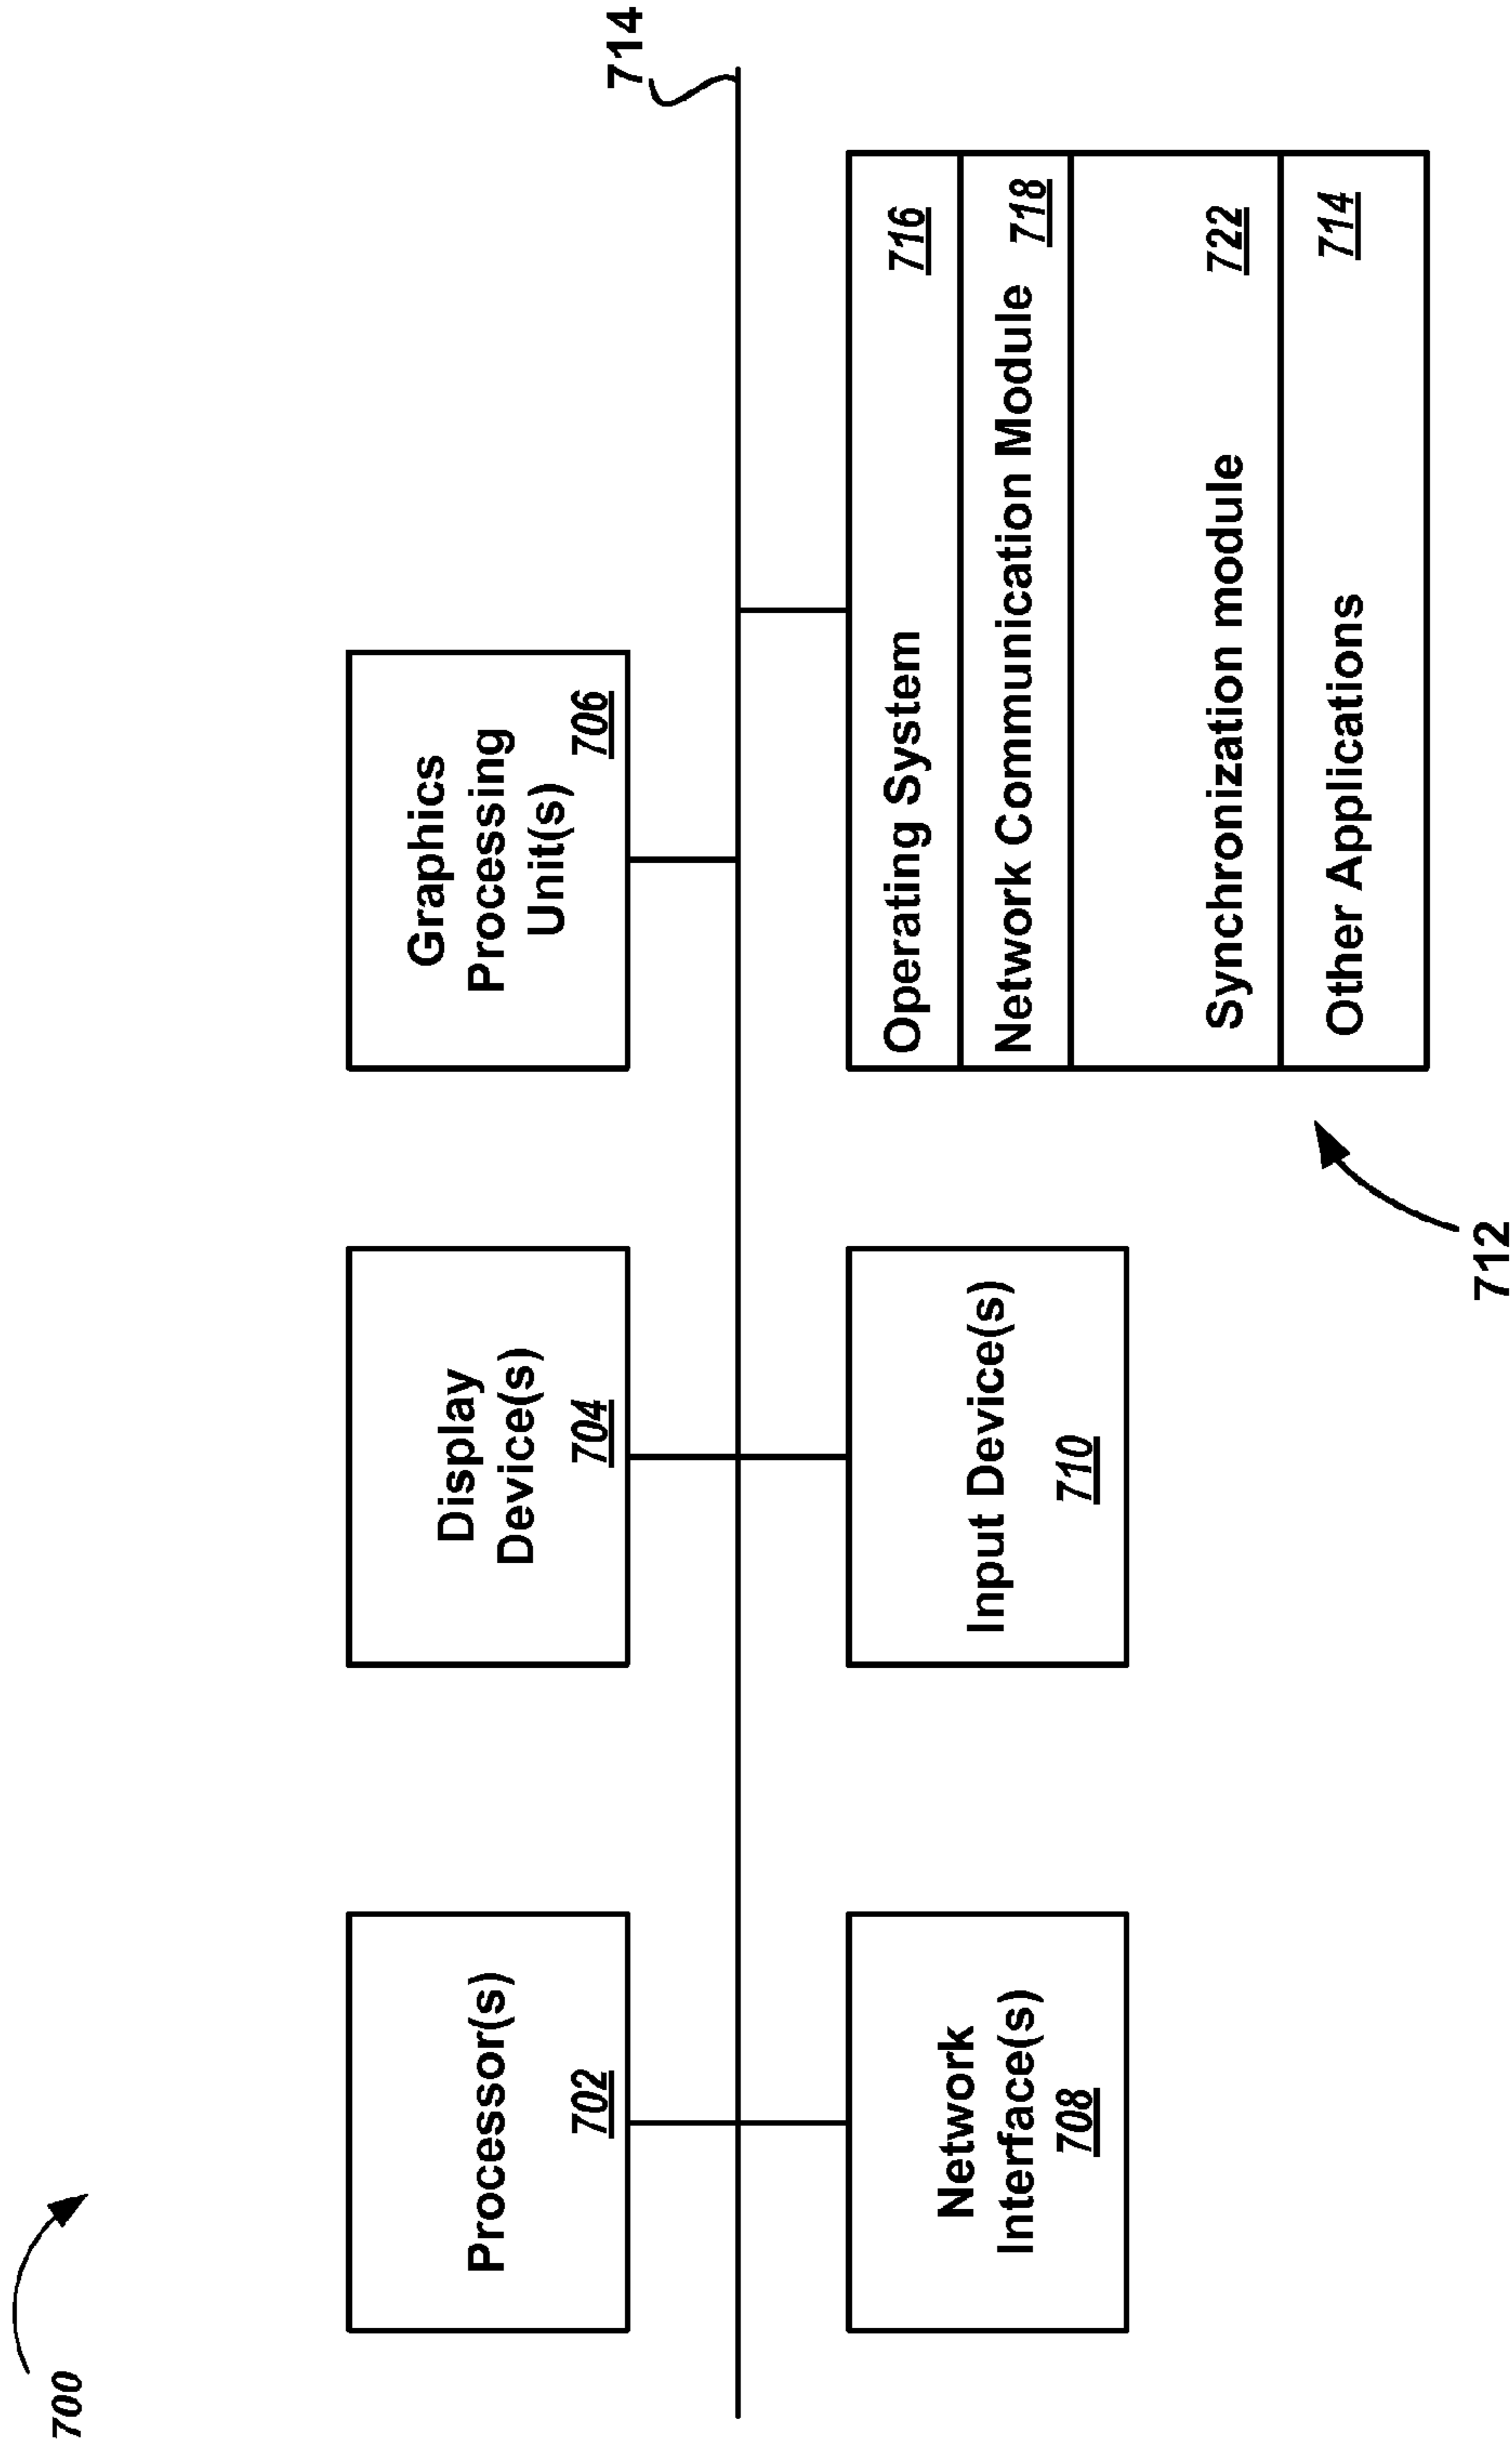 700
714
Processor(s)
702
Display
Device(s)
704
Graphics
Processing
Unit(s)
706
Network
Interface(s)
708
Input Device(s)
710
Operating System 716
Network Communication Module 718
Synchronization module 722
Other Applications 714
712